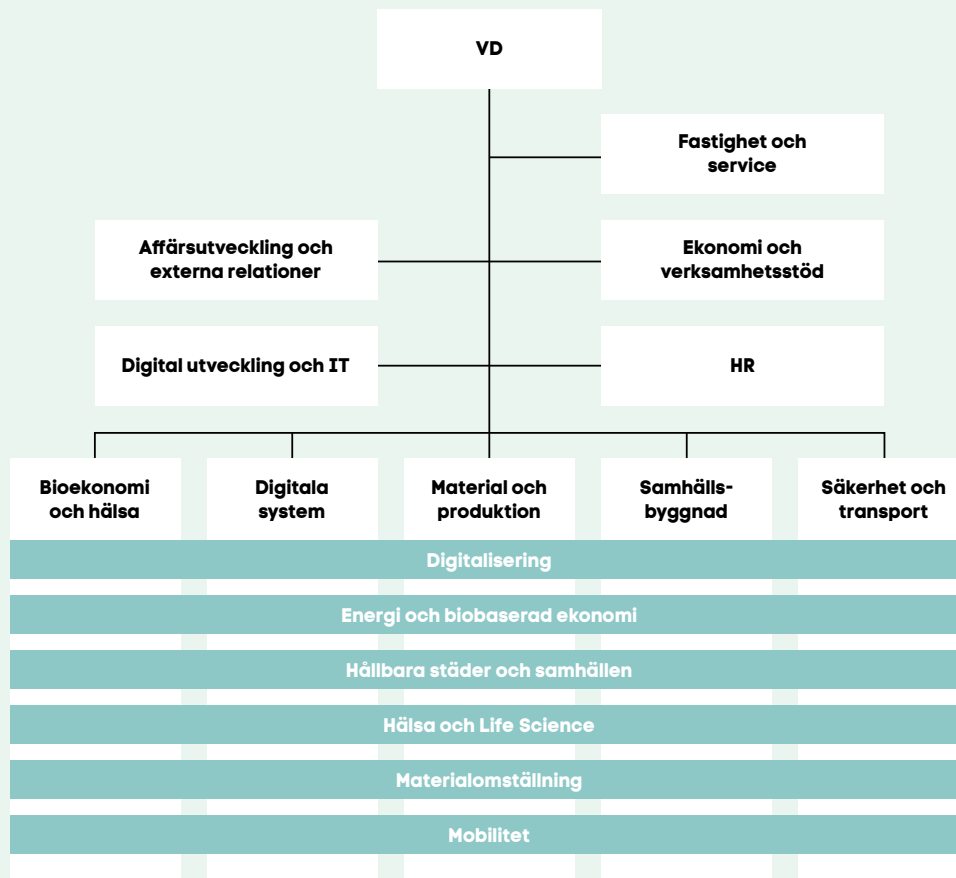 VD
Fastighet och
service
Affärsutveckling och
externa relationer
Ekonomi och
verksamhetsstöd
Digital utveckling och IT
HR
Bioekonomi
och hälsa
Digitala
system
Material och
produktion
Samhälls-
byggnad
Säkerhet och
transport
Digitalisering
Energi och biobaserad ekonomi
Hållbara städer och samhällen
Hälsa och Life Science
Materialomställning
Mobilitet